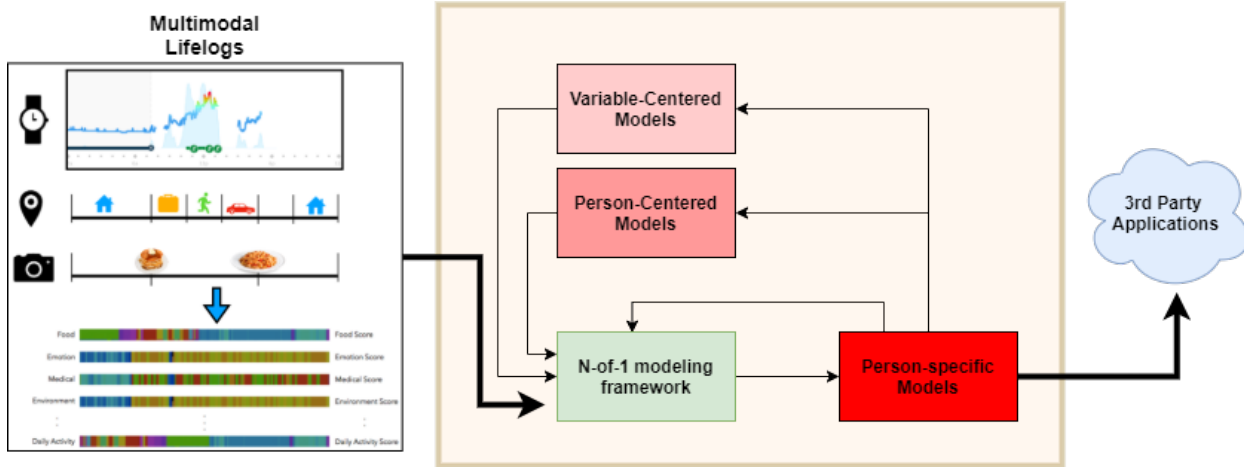 Multimodal
Lifelogs
Food
Food Score
Emotion
Emotion Score
Medical
Medical Score
Environment
Environment Score
Daily Activity
Daily Activity Score
Variable-Centered
Models
Person-Centered
Models
N-of-1 modeling
framework
Person-specific
Models
3rd Party
Applications